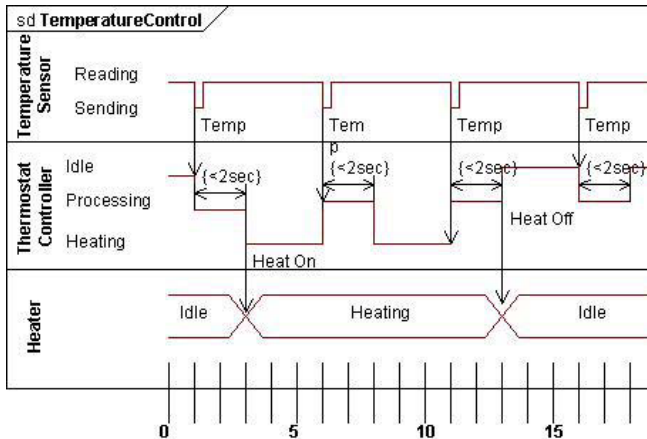 sd TemperatureControl
Temperature
Sensor
Reading
Sending
Temp
Tem
p
Temp
Temp
Thermostat
Controller
Idle
Processing
Heating
{<2sec}
{<2sec}
{<2sec}
{<2sec}
Heat On
Heat Off
Heater
Idle
Heating
Idle
0
5
10
15